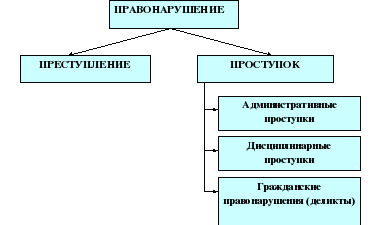 ПРАВОНАРУШЕНИЕ
ПРЕСТУПЛЕНИЕ
ПРОСТУПОК
Административные
проступки
Дисциплинарные
проступки
Гражданские
правонарушения (деликты)